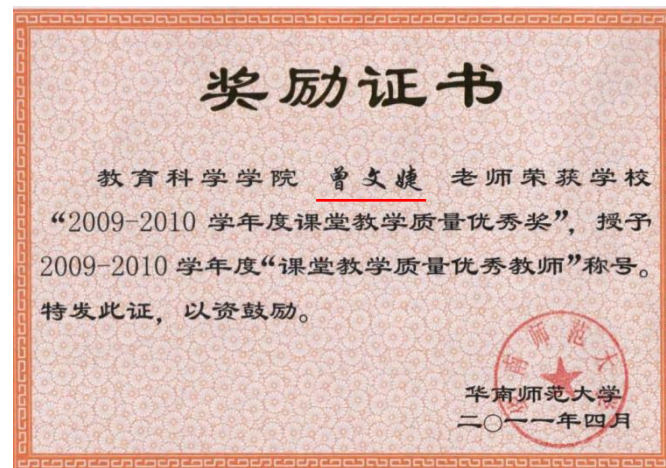 奖励证书
教育科学学院 曾文婕 老师荣获学校
“2009-2010 学年度课堂教学质量优秀奖”，授予
2009-2010 学年度“课堂教学质量优秀教师”称号。
特发此证，以资鼓励。
华南师范大学
二〇一一年四月